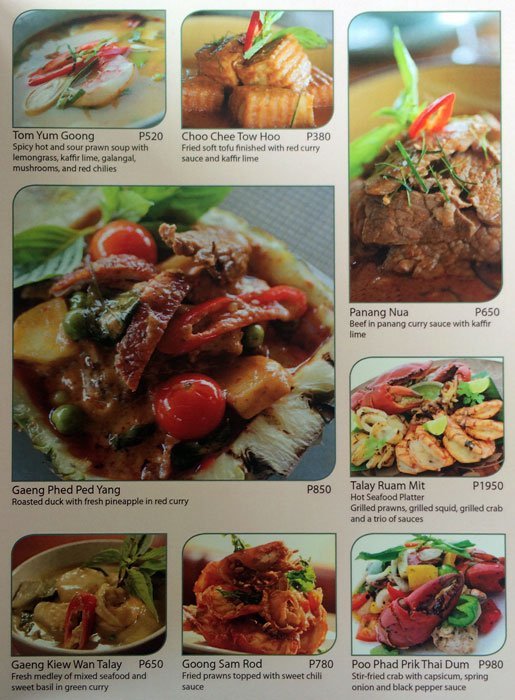 Tom Yum Goong P520
Spicy hot and sour prawn soup with
lemongrass, kaffir lime, galangal,
mushrooms, and red chilies
Choo Chee Tow Hoo P380
Fried soft tofu finished with red curry
sauce and kaffir lime
Panang Nua P650
Beef in panang curry sauce with kaffir
lime
Gaeng Phed Ped Yang P850
Roasted duck with fresh pineapple in red curry
Talay Ruam Mit P1950
Hot Seafood Platter
Grilled prawns, grilled squid, grilled crab
and a trio of sauces
Gaeng Kiew Wan Talay P650
Fresh medley of mixed seafood and
sweet basil in green curry
Goong Sam Rod P780
Fried prawns topped with sweet chili
sauce
Poo Phad Prik Thai Dum P980
Stir-fried crab with capsicum, spring
onion and black pepper sauce